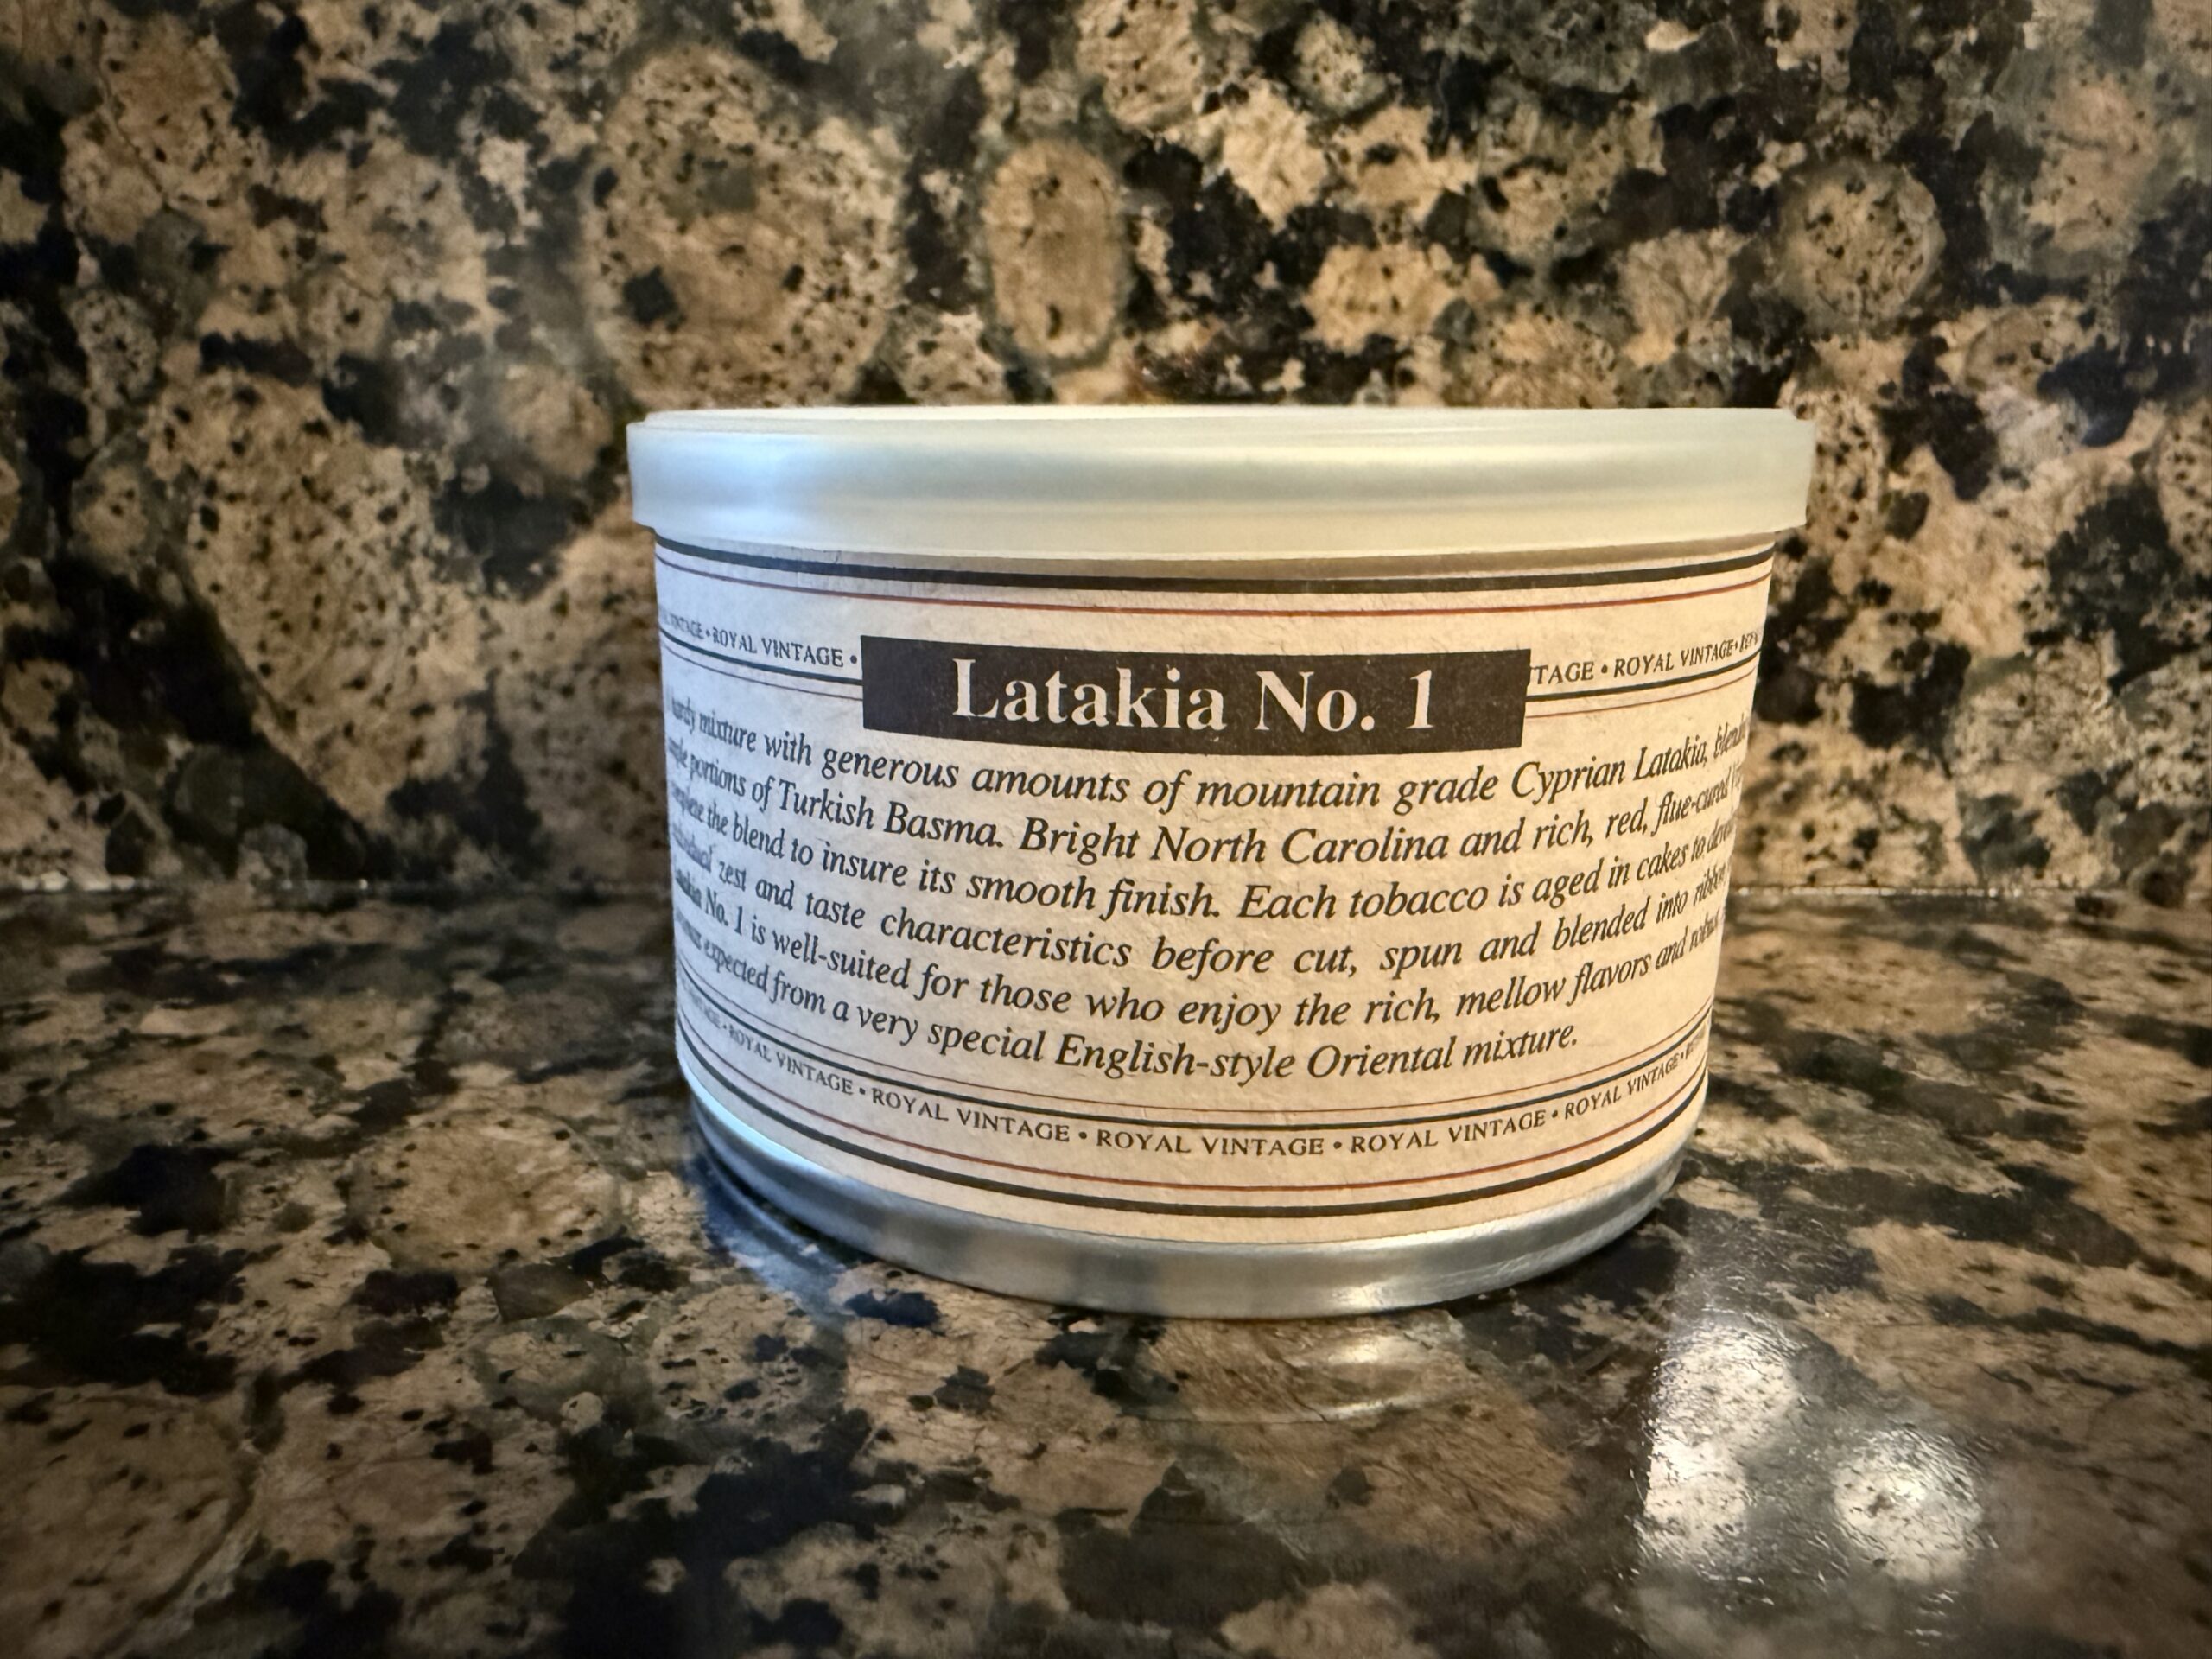 ROYAL VINTAGE •
Latakia No. 1
TAGE • ROYAL VINTAGE •
hardy mixture with generous amounts of mountain grade Cyprian Latakia,
portions of Turkish Basma. Bright North Carolina and rich, red, flue-cured
the blend to insure its smooth finish. Each tobacco is aged in cakes to
zest and taste characteristics before cut, spun and blended into
No. 1 is well-suited for those who enjoy the rich, mellow flavors and
expected from a very special English-style Oriental mixture.
• ROYAL VINTAGE • ROYAL VINTAGE • ROYAL VINTAGE • ROYAL VINTAGE • ROYAL VINTAGE •